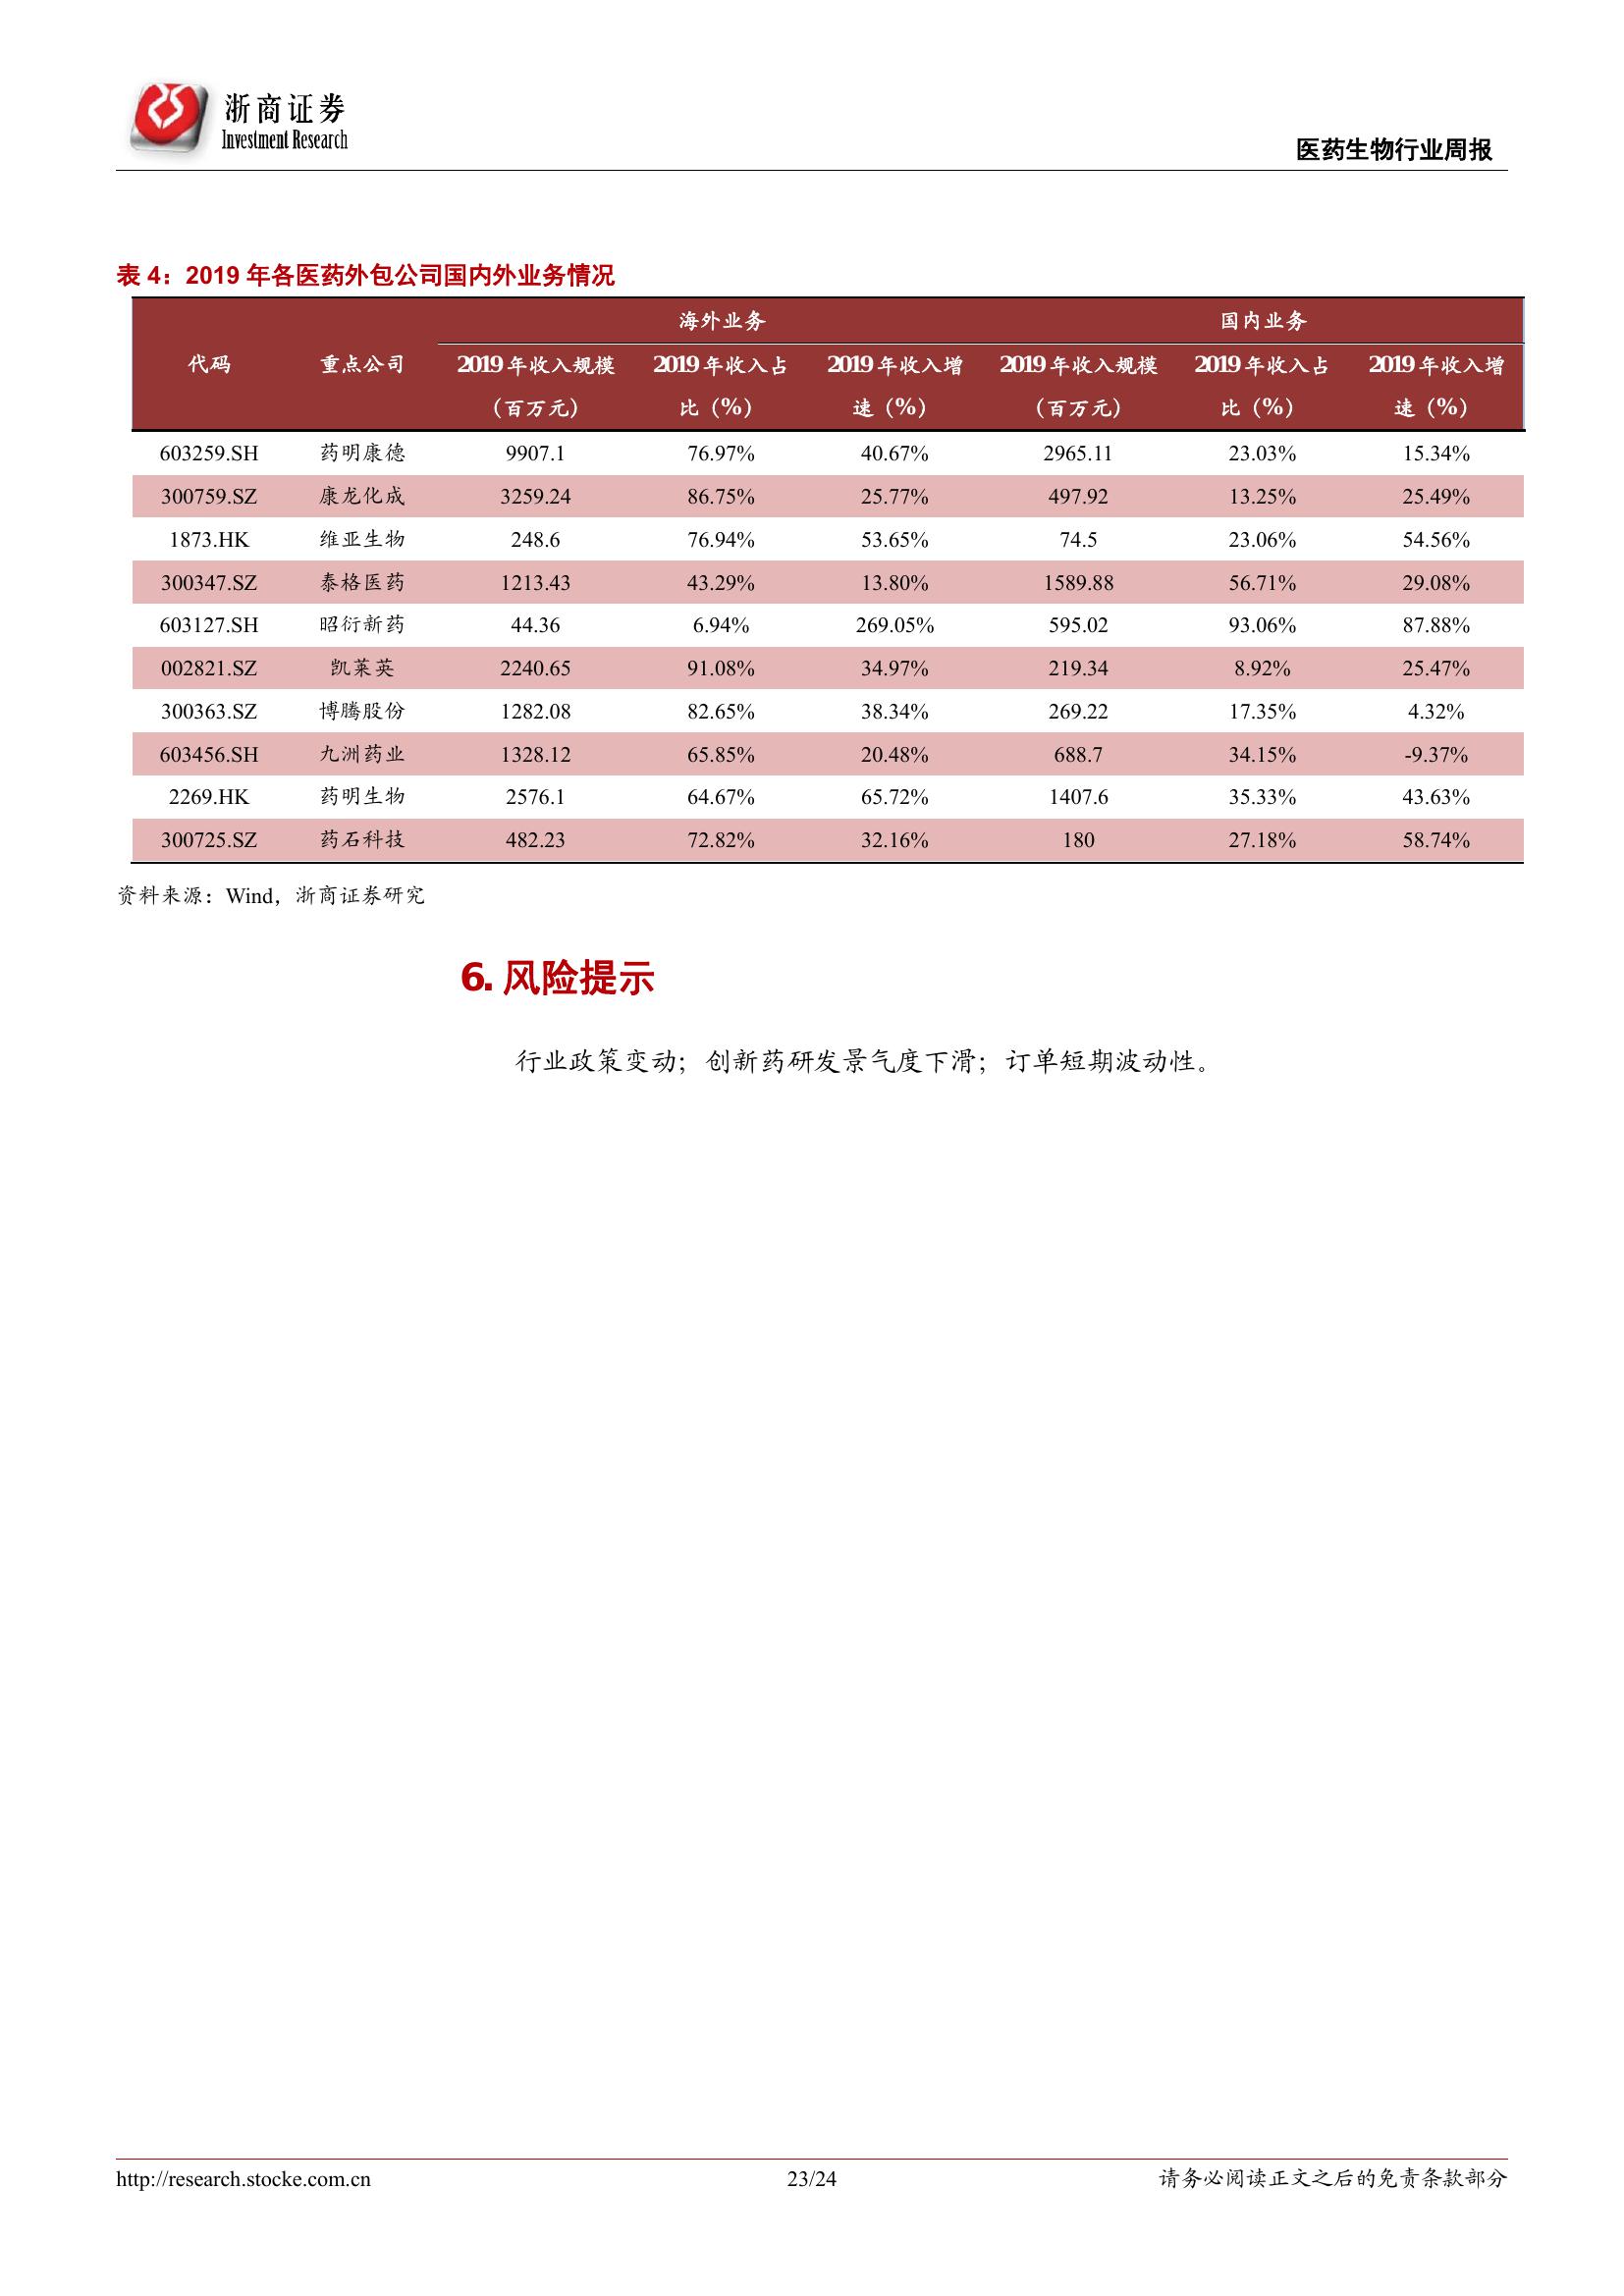 浙商证券
Investment Research
医药生物行业周报
表 4：2019 年各医药外包公司国内外业务情况
海外业务 国内业务
代码 重点公司 2019 年收入规模 2019 年收入占 2019 年收入增 2019 年收入规模 2019 年收入占 2019 年收入增
（百万元） 比（%） 速（%） （百万元） 比（%） 速（%）
603259.SH 药明康德 9907.1 76.97% 40.67% 2965.11 23.03% 15.34%
300759.SZ 康龙化成 3259.24 86.75% 25.77% 497.92 13.25% 25.49%
1873.HK 维亚生物 248.6 76.94% 53.65% 74.5 23.06% 54.56%
300347.SZ 泰格医药 1213.43 43.29% 13.80% 1589.88 56.71% 29.08%
603127.SH 昭衍新药 44.36 6.94% 269.05% 595.02 93.06% 87.88%
002821.SZ 凯莱英 2240.65 91.08% 34.97% 219.34 8.92% 25.47%
300363.SZ 博腾股份 1282.08 82.65% 38.34% 269.22 17.35% 4.32%
603456.SH 九洲药业 1328.12 65.85% 20.48% 688.7 34.15% -9.37%
2269.HK 药明生物 2576.1 64.67% 65.72% 1407.6 35.33% 43.63%
300725.SZ 药石科技 482.23 72.82% 32.16% 180 27.18% 58.74%
资料来源：Wind，浙商证券研究
6. 风险提示
行业政策变动；创新药研发景气度下滑；订单短期波动性。
http://research.stocke.com.cn 23/24 请务必阅读正文之后的免责条款部分